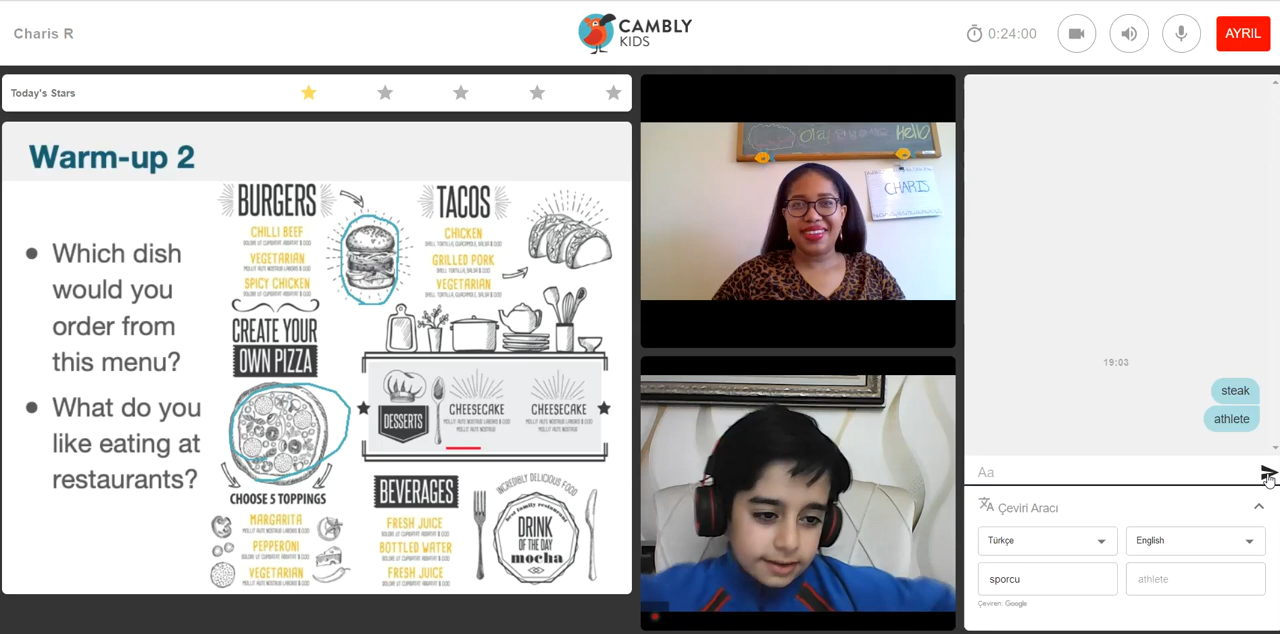 Charis R
CAMBLY
KIDS
0:24:00
AYRIL
Today's Stars
Warm-up 2
Which dish
would you
order from
this menu?
What do you
like eating at
restaurants?
BURGERS
CHILLI BEEF
VEGETARIAN
SPICY CHICKEN
TACOS
CHICKEN
GRILLED PORK
VEGETARIAN
CREATE YOUR
OWN PIZZA
CHOOSE 5 TOPPINGS
MARGARITA
PEPPERONI
VEGETARIAN
DESSERTS
CHEESECAKE
CHEESECAKE
BEVERAGES
FRESH JUICE
BOTTLED WATER
FRESH JUICE
INCREDIBLY DELICIOUS FOOD
best family restaurant
DRINK
OF THE DAY
mocha
Hello
CHARIS
19:03
steak
athlete
Aa
Çeviri Aracı
Türkçe
English
sporcu
athlete
Çeviren: Google